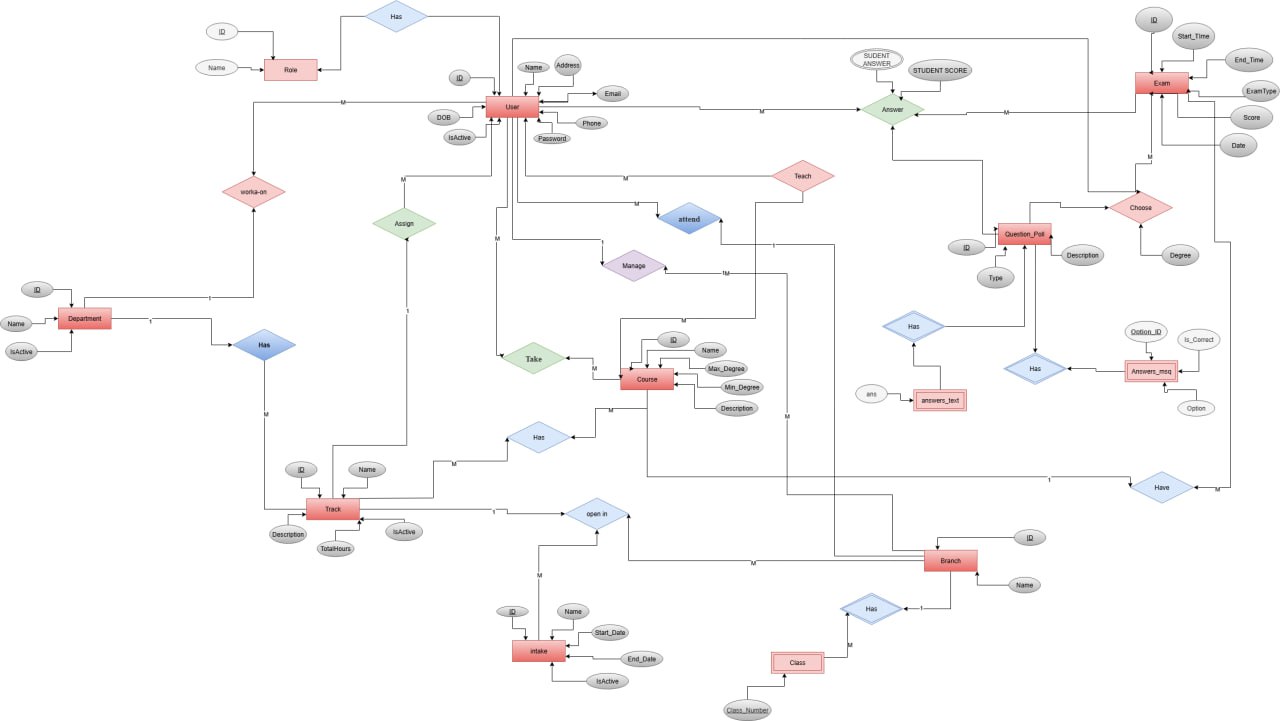 Has
ID
Name
Role
ID
Name
Address
Email
User
DOB
IsActive
Phone
Password
SUDENT
ANSWER
STUDENT SCORE
Answer
ID
Start_Time
End_Time
Exam
ExamType
Score
Date
M
M
M
M
worka-on
Assign
M
Teach
M
attend
M
Choose
Degree
Question_Poll
ID
Type
Description
M
Manage
1
1
1M
ID
Name
IsActive
Department
1
1
Has
M
1
Take
M
M
ID
Name
Max_Degree
Min_Degree
Description
Course
Has
ans
answers_text
Has
Option_ID
Is_Correct
Answers_msq
Option
M
M
Has
M
ID
Name
Track
Description
TotalHours
IsActive
1
open in
1
Have
M
M
M
ID
Name
Branch
Has
1
M
Class
Class_Number
ID
Name
Start_Date
End_Date
IsActive
intake